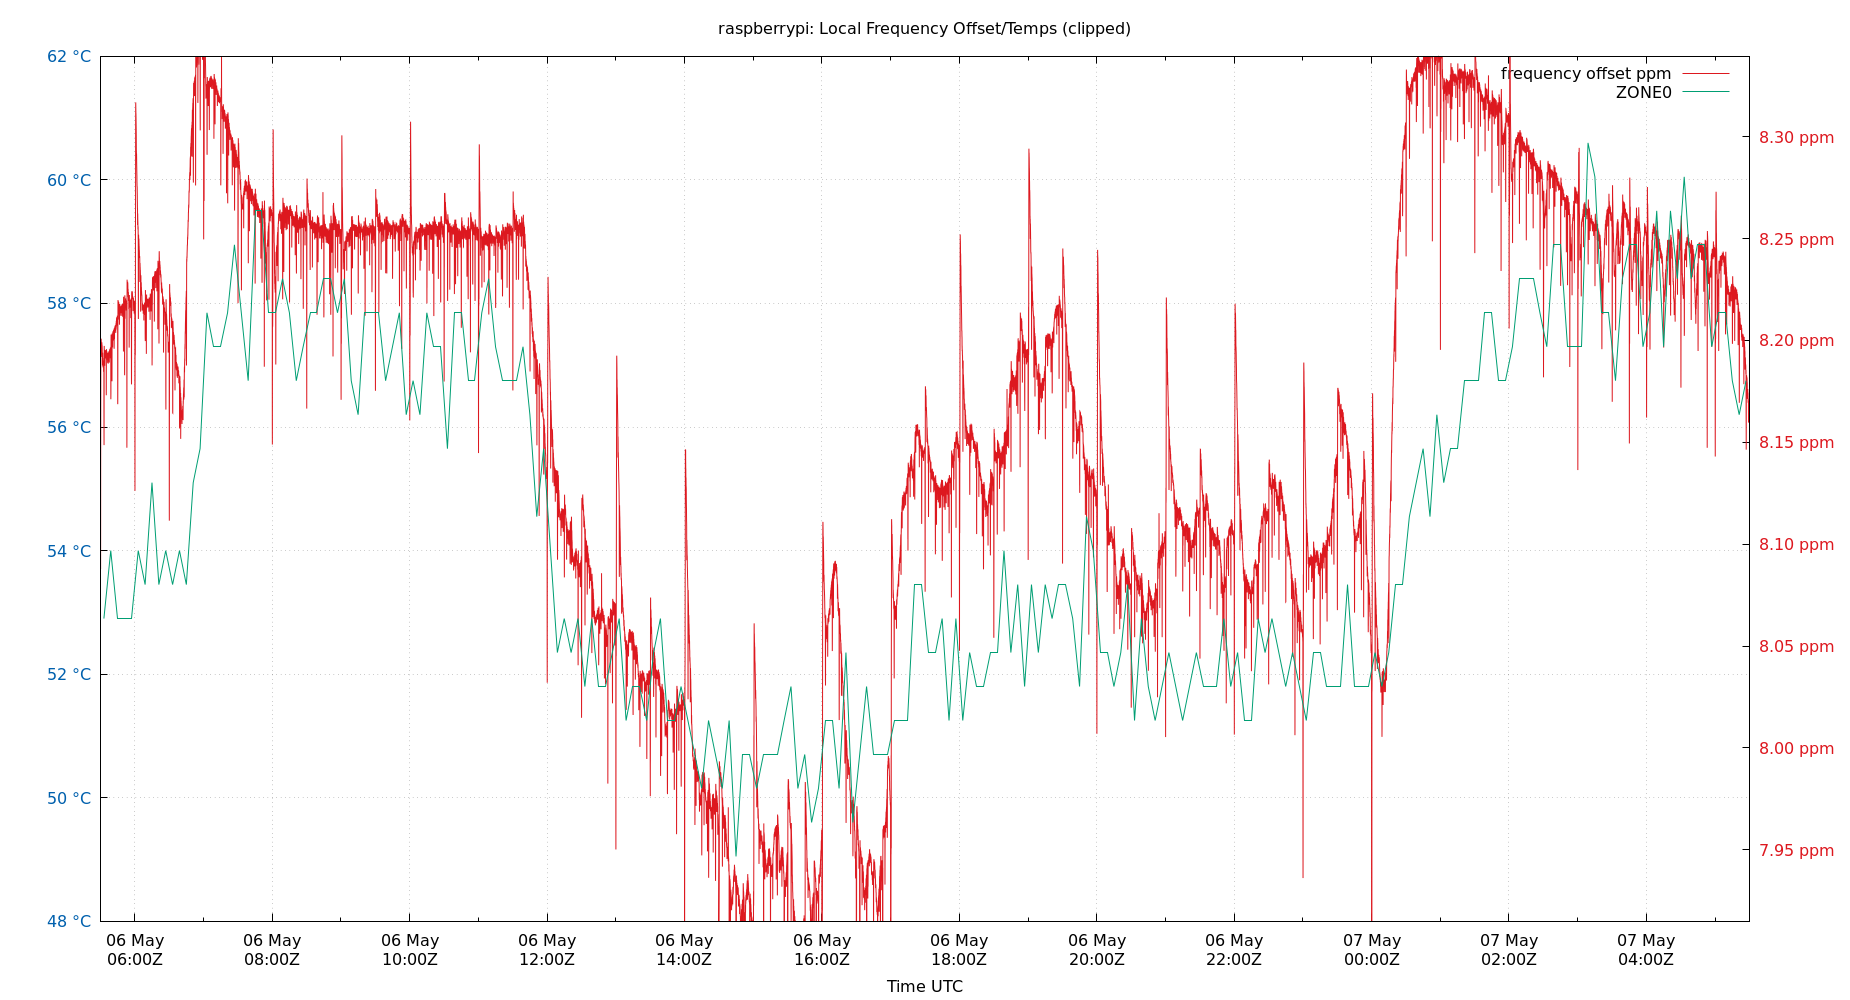 raspberrypi: Local Frequency Offset/Temps (clipped)
62 °C
60 °C
58 °C
56 °C
54 °C
52 °C
50 °C
48 °C
frequency offset ppm
ZONE0
8.30 ppm
8.25 ppm
8.20 ppm
8.15 ppm
8.10 ppm
8.05 ppm
8.00 ppm
7.95 ppm
06 May 06 May 06 May 06 May 06 May 06 May 06 May 06 May 06 May 07 May 07 May 07 May
06:00Z 08:00Z 10:00Z 12:00Z 14:00Z 16:00Z 18:00Z 20:00Z 22:00Z 00:00Z 02:00Z 04:00Z
Time UTC